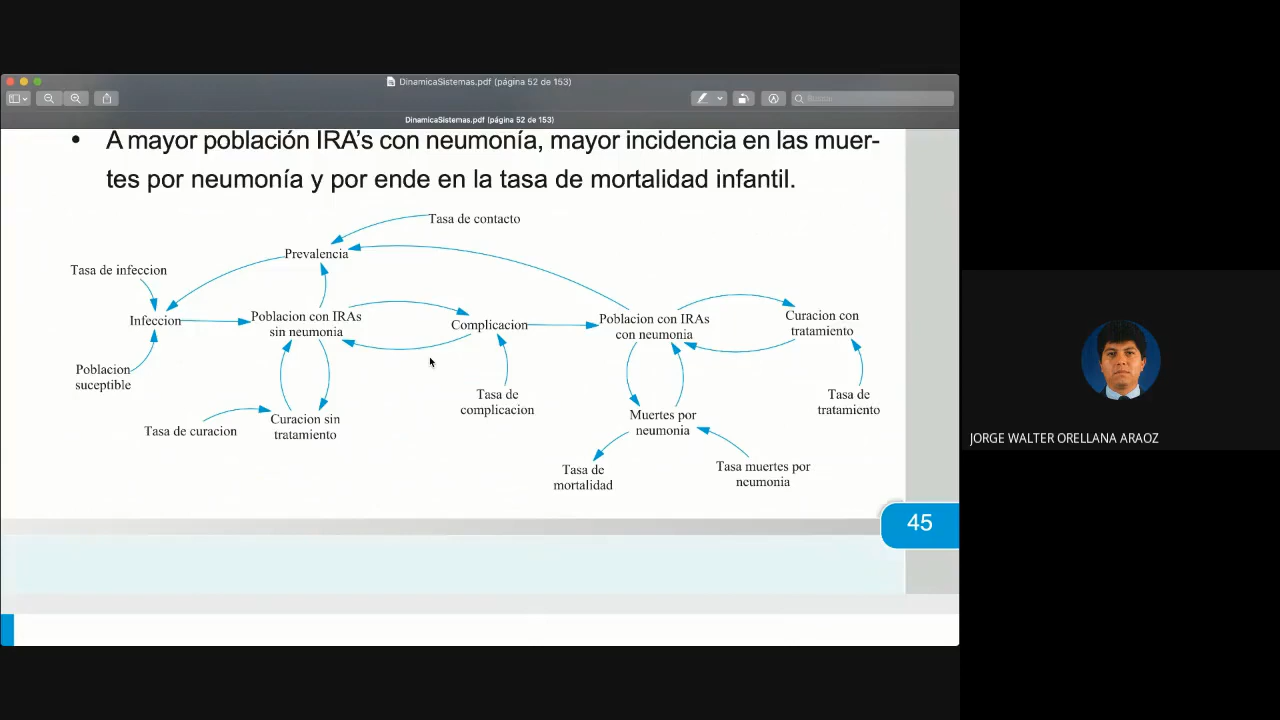 DinamicaSistemas.pdf (página 52 de 153)
Buscar
DinamicaSistemas.pdf (página 52 de 153)
• A mayor población IRA's con neumonía, mayor incidencia en las muer-
tes por neumonía y por ende en la tasa de mortalidad infantil.
Tasa de contacto
Prevalencia
Tasa de infeccion
Infeccion
Poblacion con IRAs
sin neumonia
Complicacion
Poblacion con IRAs
con neumonia
Curacion con
tratamiento
Poblacion
suceptible
Tasa de curacion
Curacion sin
tratamiento
Tasa de
complicacion
Muertes por
neumonia
Tasa de
tratamiento
Tasa de
mortalidad
Tasa muertes por
neumonia
45
JORGE WALTER ORELLANA ARAOZ